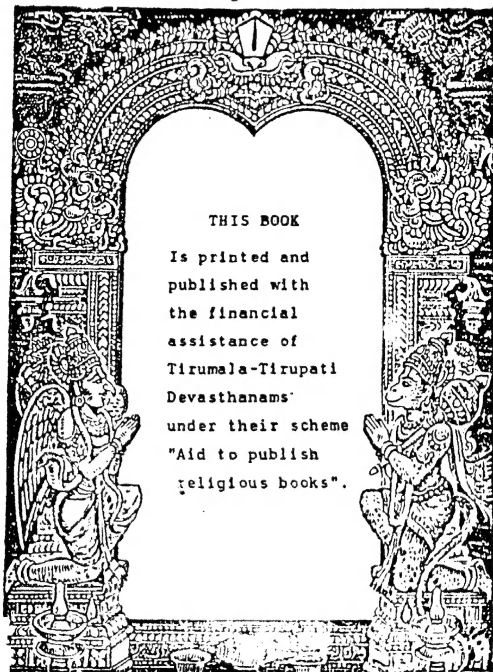 THIS BOOK
Is printed and
published with
the financial
assistance of
Tirumala-Tirupati
Devasthanams
under their scheme
"Aid to publish
religious books".